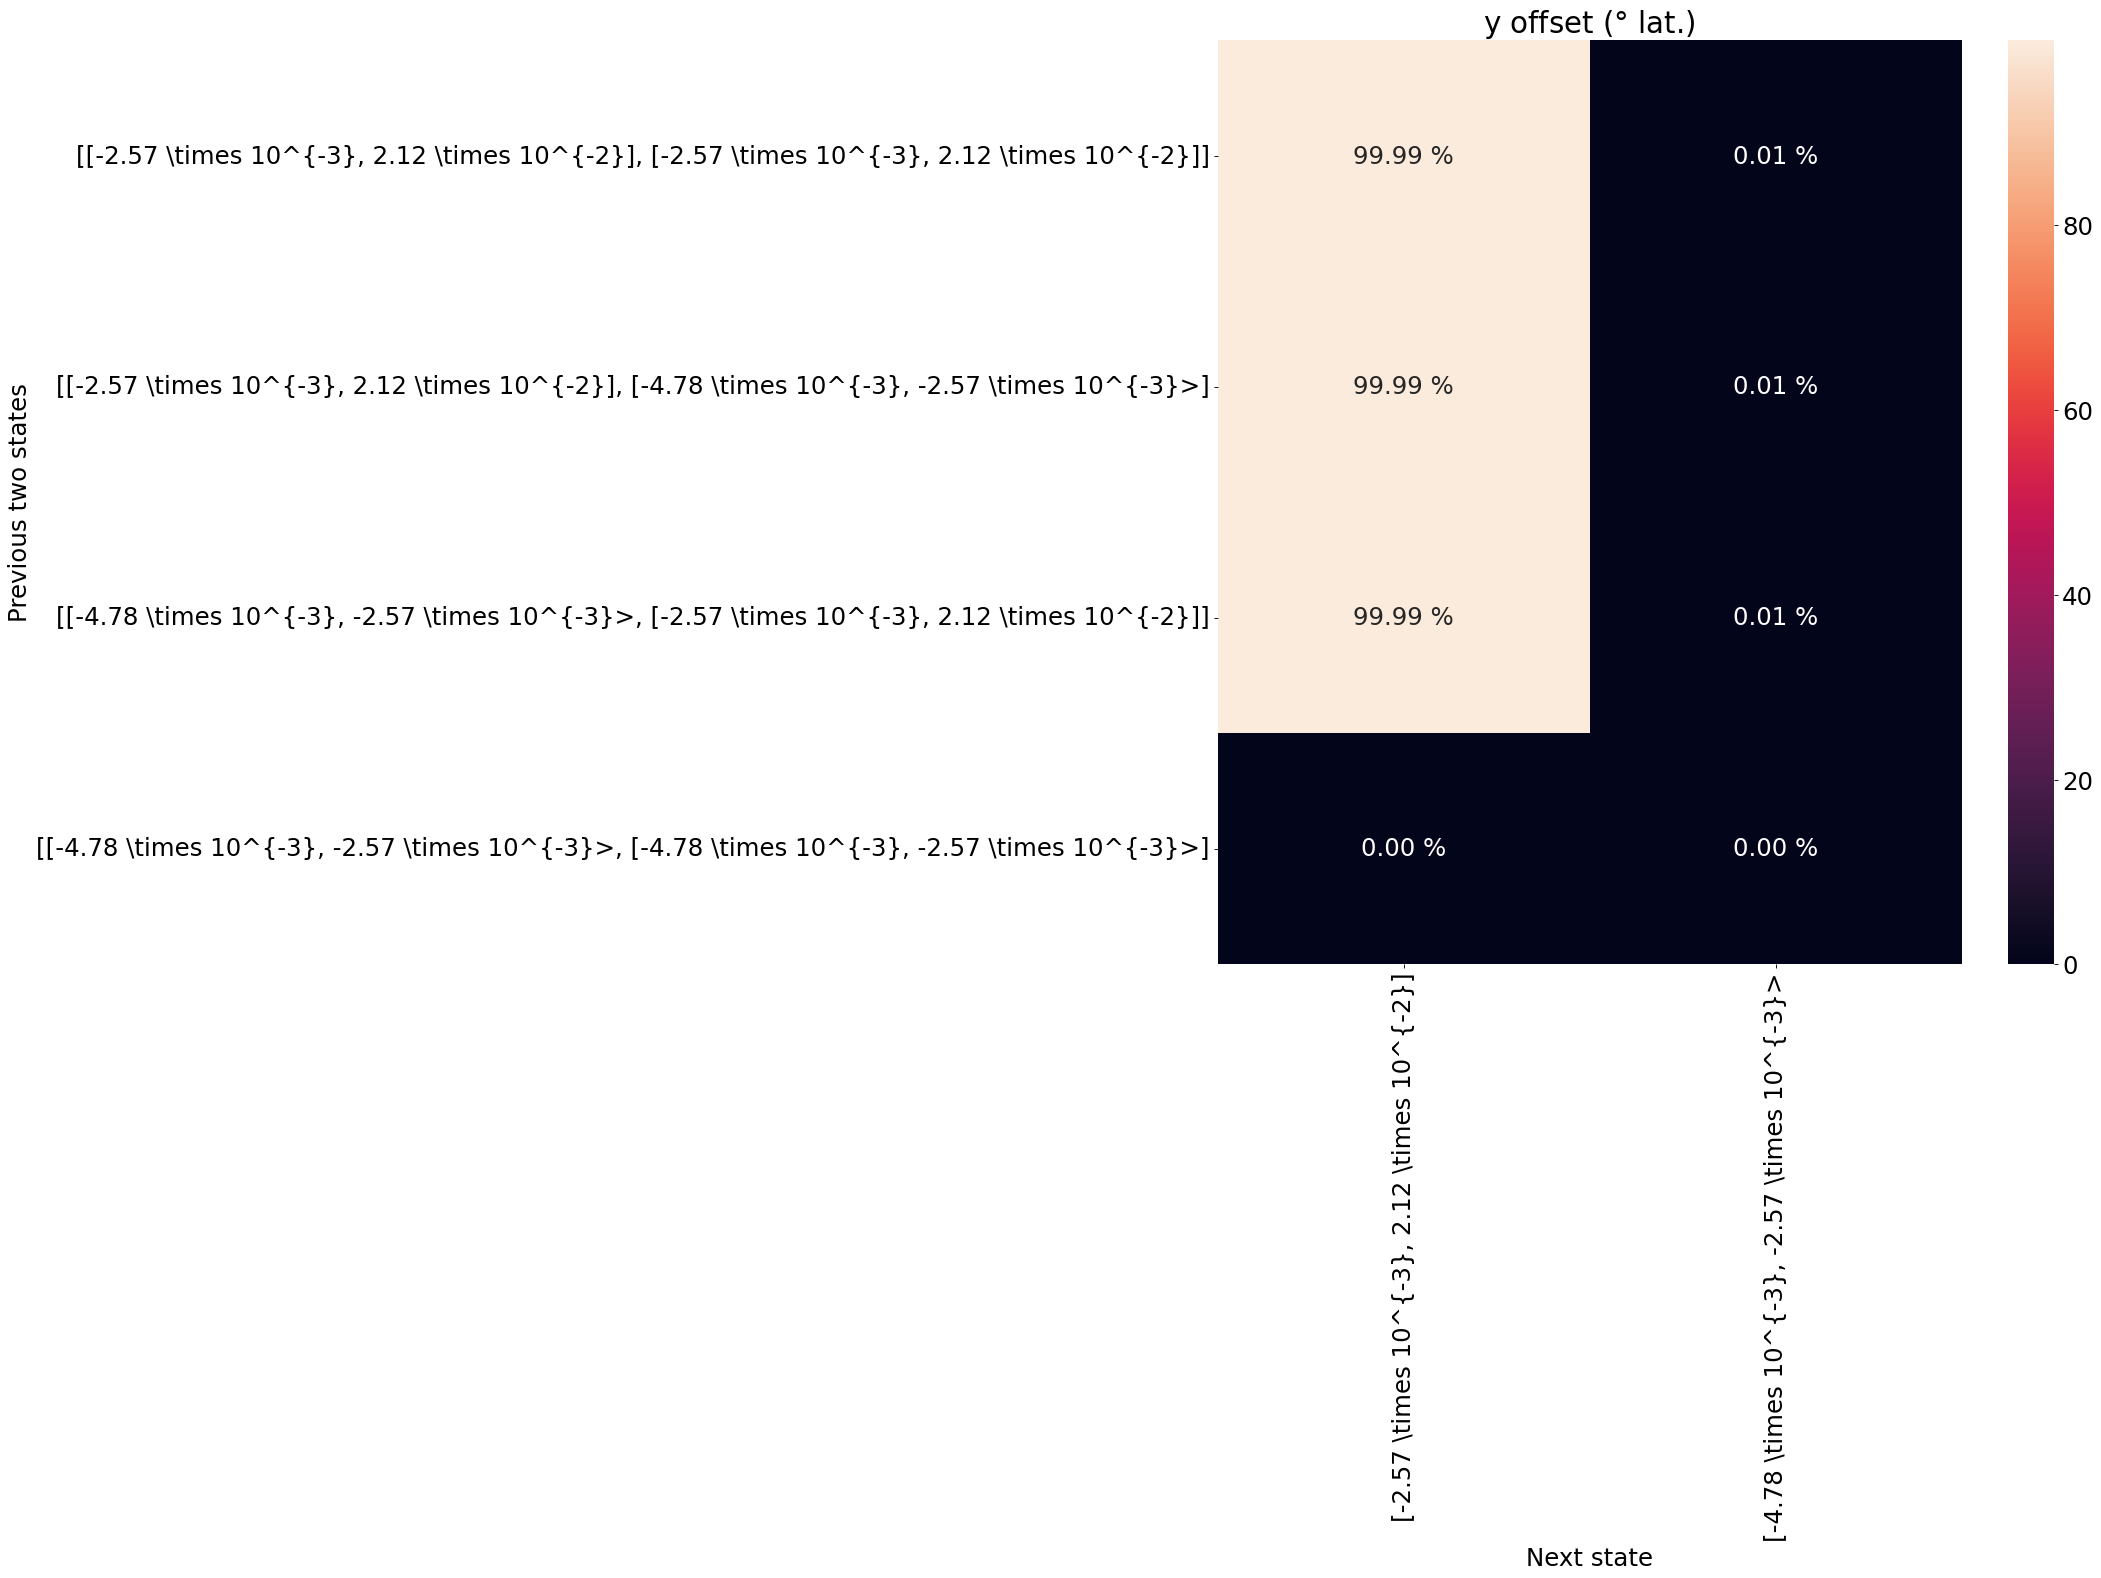 y offset (° lat.)
[[-2.57 \times 10^{-3}, 2.12 \times 10^{-2}], [-2.57 \times 10^{-3}, 2.12 \times 10^{-2}]]
99.99 %
0.01 %
[[-2.57 \times 10^{-3}, 2.12 \times 10^{-2}], [-4.78 \times 10^{-3}, -2.57 \times 10^{-3}>]
99.99 %
0.01 %
[[-4.78 \times 10^{-3}, -2.57 \times 10^{-3}>, [-2.57 \times 10^{-3}, 2.12 \times 10^{-2}]]
99.99 %
0.01 %
[[-4.78 \times 10^{-3}, -2.57 \times 10^{-3}>, [-4.78 \times 10^{-3}, -2.57 \times 10^{-3}>]
0.00 %
0.00 %
Previous two states
80
60
40
20
0
[-2.57 \times 10^{-3}, 2.12 \times 10^{-2}]
[-4.78 \times 10^{-3}, -2.57 \times 10^{-3}>
Next state